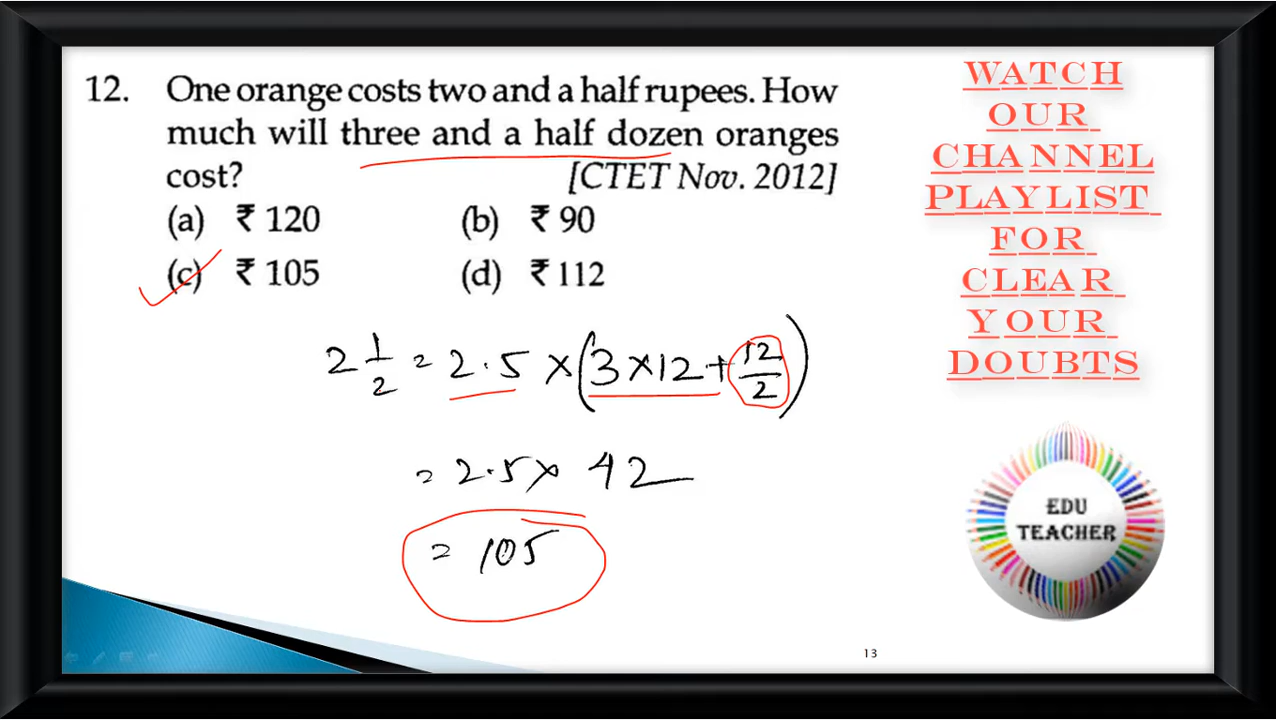 12. One orange costs two and a half rupees. How
much will three and a half dozen oranges
cost? [CTET Nov. 2012]
(a) ₹ 120 (b) ₹ 90
(c) ₹ 105 (d) ₹ 112
2 1/2 = 2.5 × (3×12+12/2)
= 2.5× 42
= 105
WATCH
OUR
CHANNEL
PLAYLIST
FOR
CLEAR
YOUR
DOUBTS
EDU
TEACHER
13